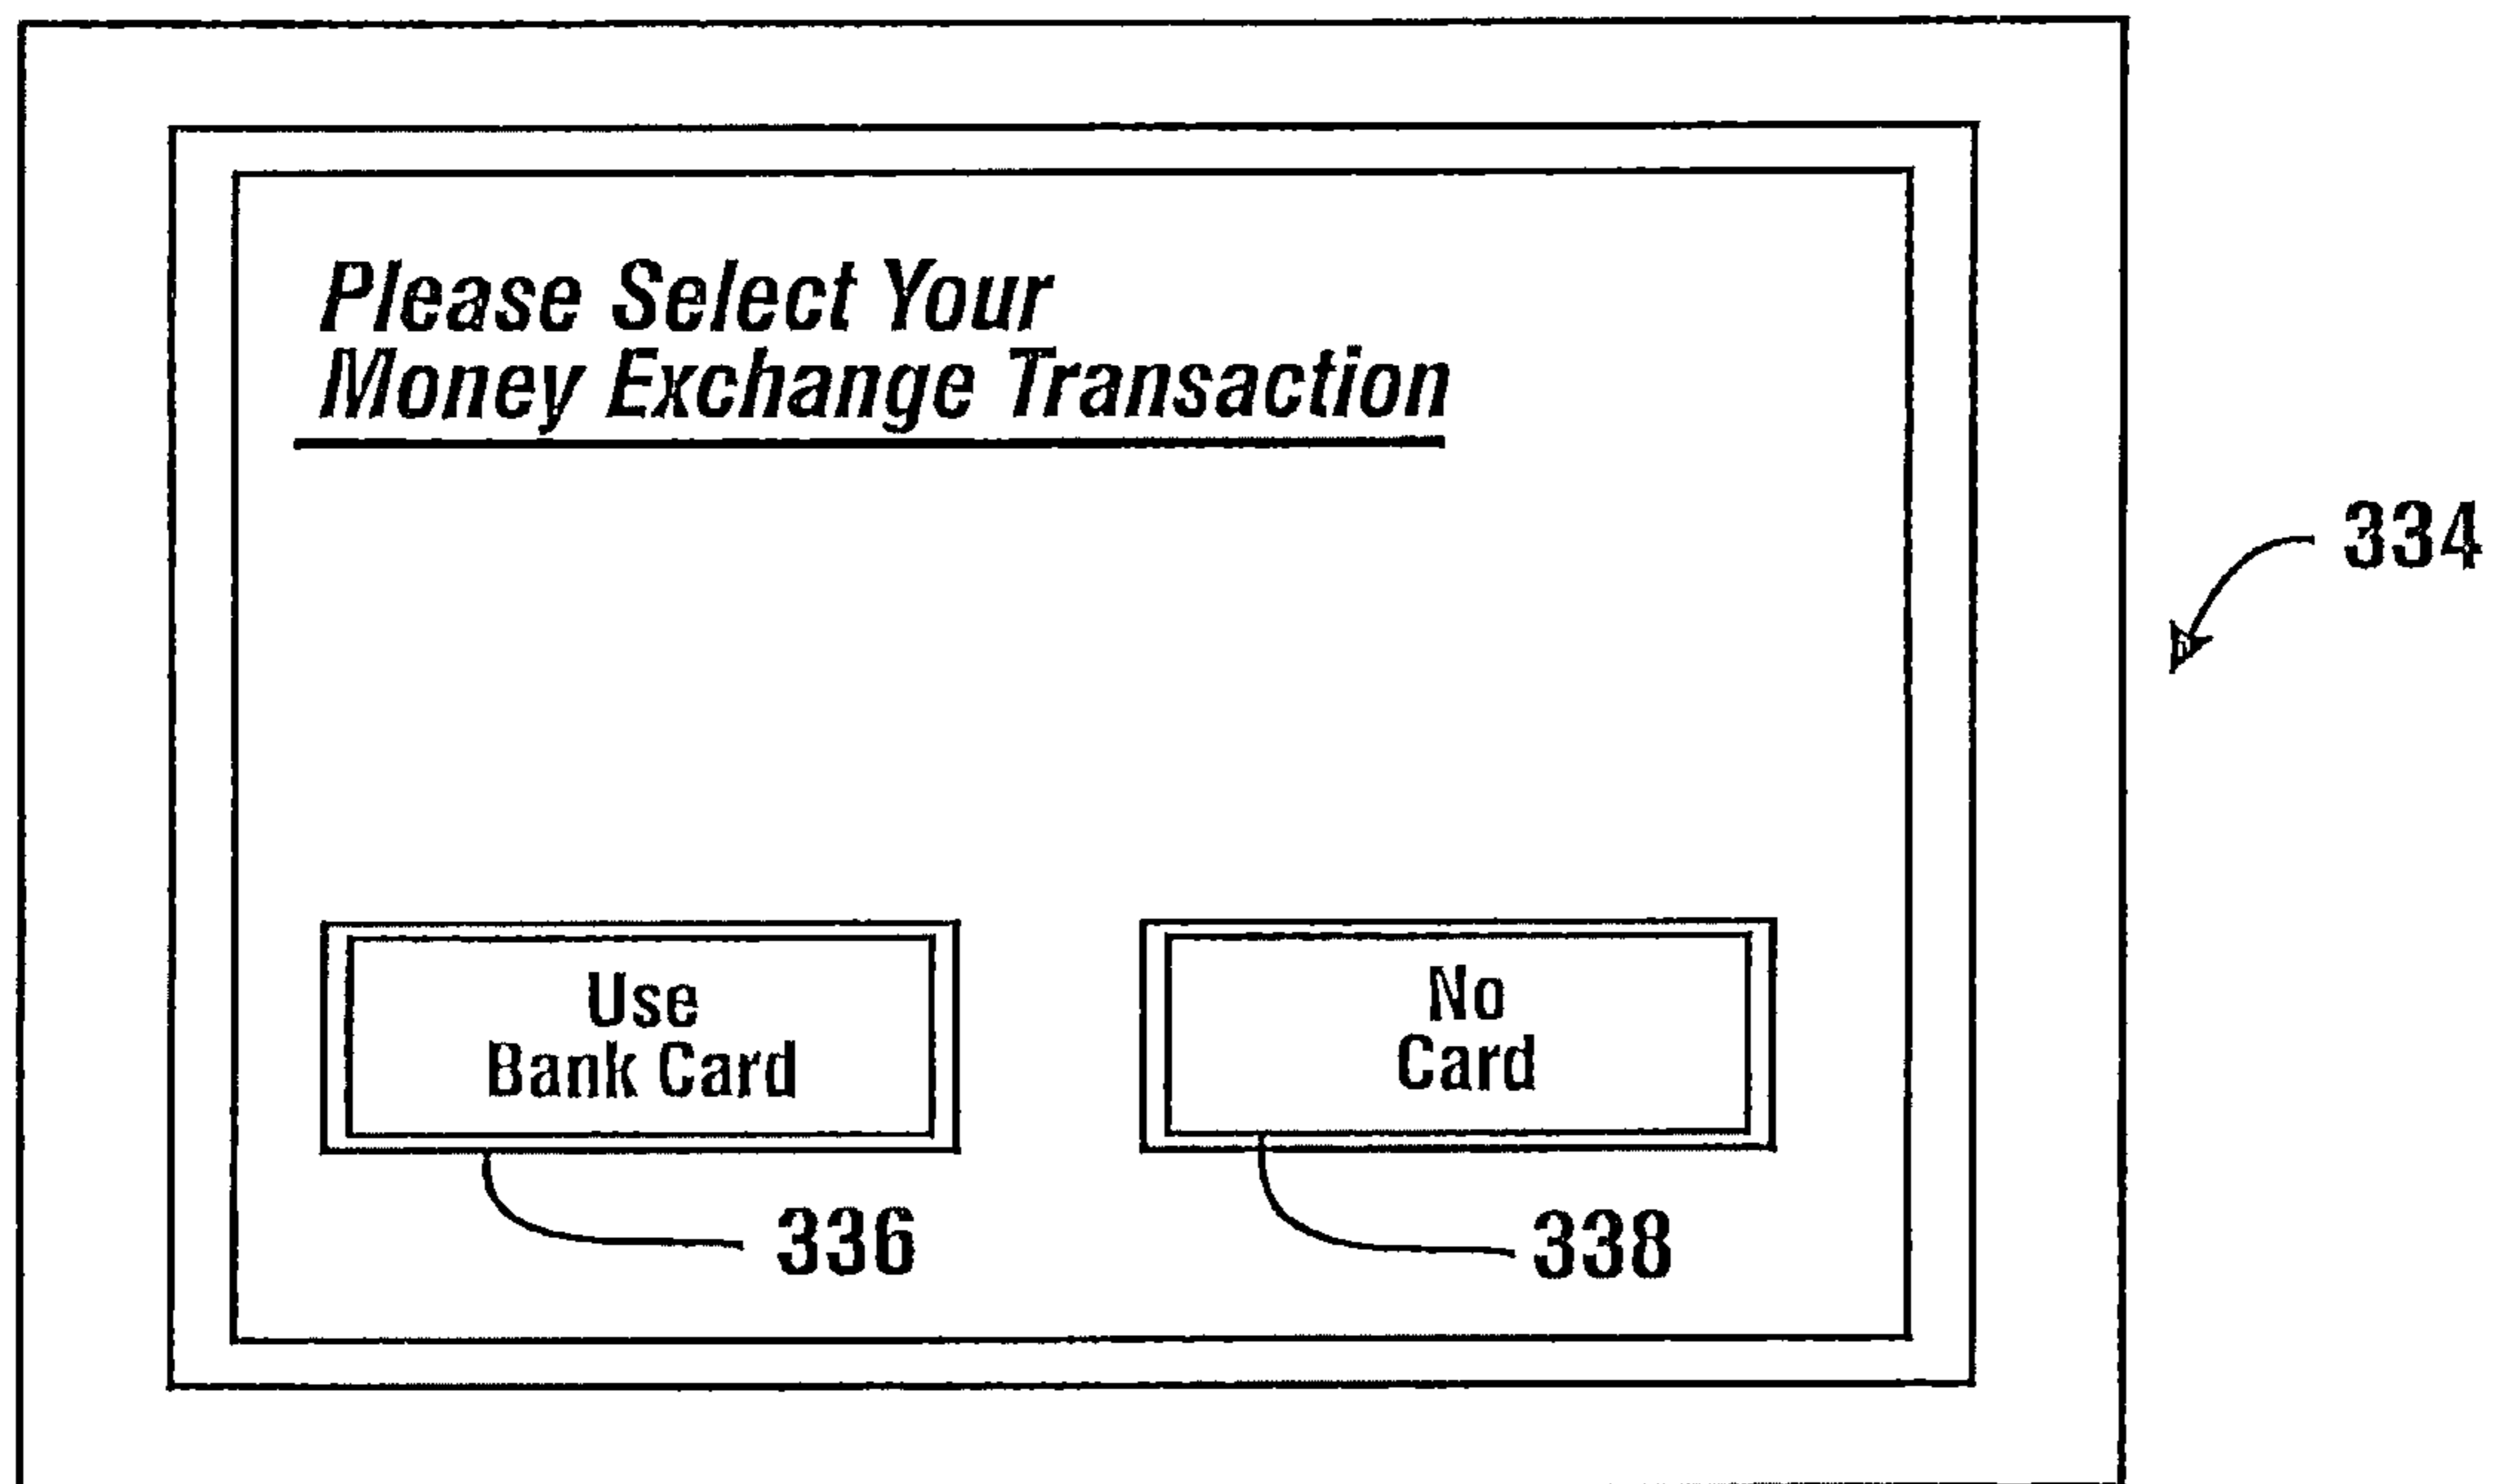 Please Select Your
Money Exchange Transaction
334
Use
Bank Card
No
Card
336
338